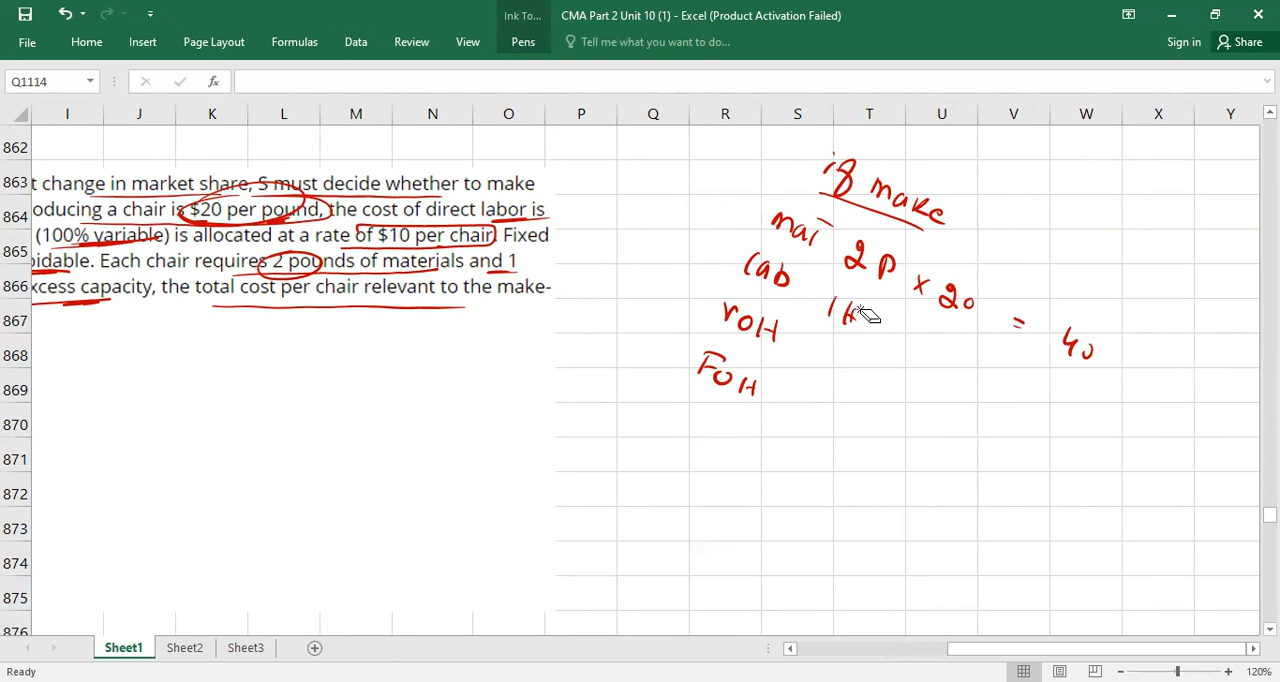 Ink To...
CMA Part 2 Unit 10 (1) - Excel (Product Activation Failed)
File Home Insert Page Layout Formulas Data Review View Pens Tell me what you want to do... Sign in Share
Q1114
fx
I J K L M N O P Q R S T U V W X Y
862
863 t change in market share, S must decide whether to make
864 oducing a chair is $20 per pound, the cost of direct labor is
865 (100% variable) is allocated at a rate of $10 per chair. Fixed
866 idable. Each chair requires 2 pounds of materials and 1
867 xcess capacity, the total cost per chair relevant to the make-
868
869
870
871
872
873
874
875
876
if make
mat 2 p × 20 = 40
lab 1 H
VOH
FOH
Sheet1 Sheet2 Sheet3
Ready
120%